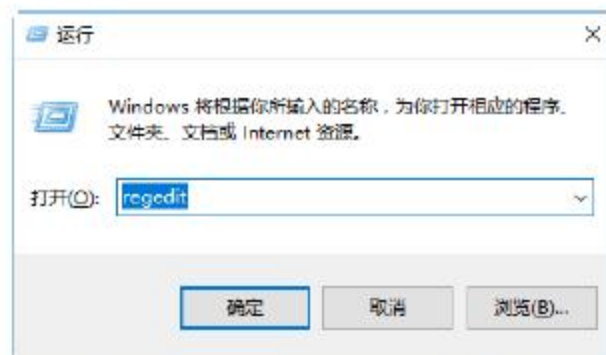 运行
Windows 将根据你所输入的名称，为你打开相应的程序、
文件夹、文档或 Internet 资源。
打开(O): regedit
确定 取消 浏览(B)...